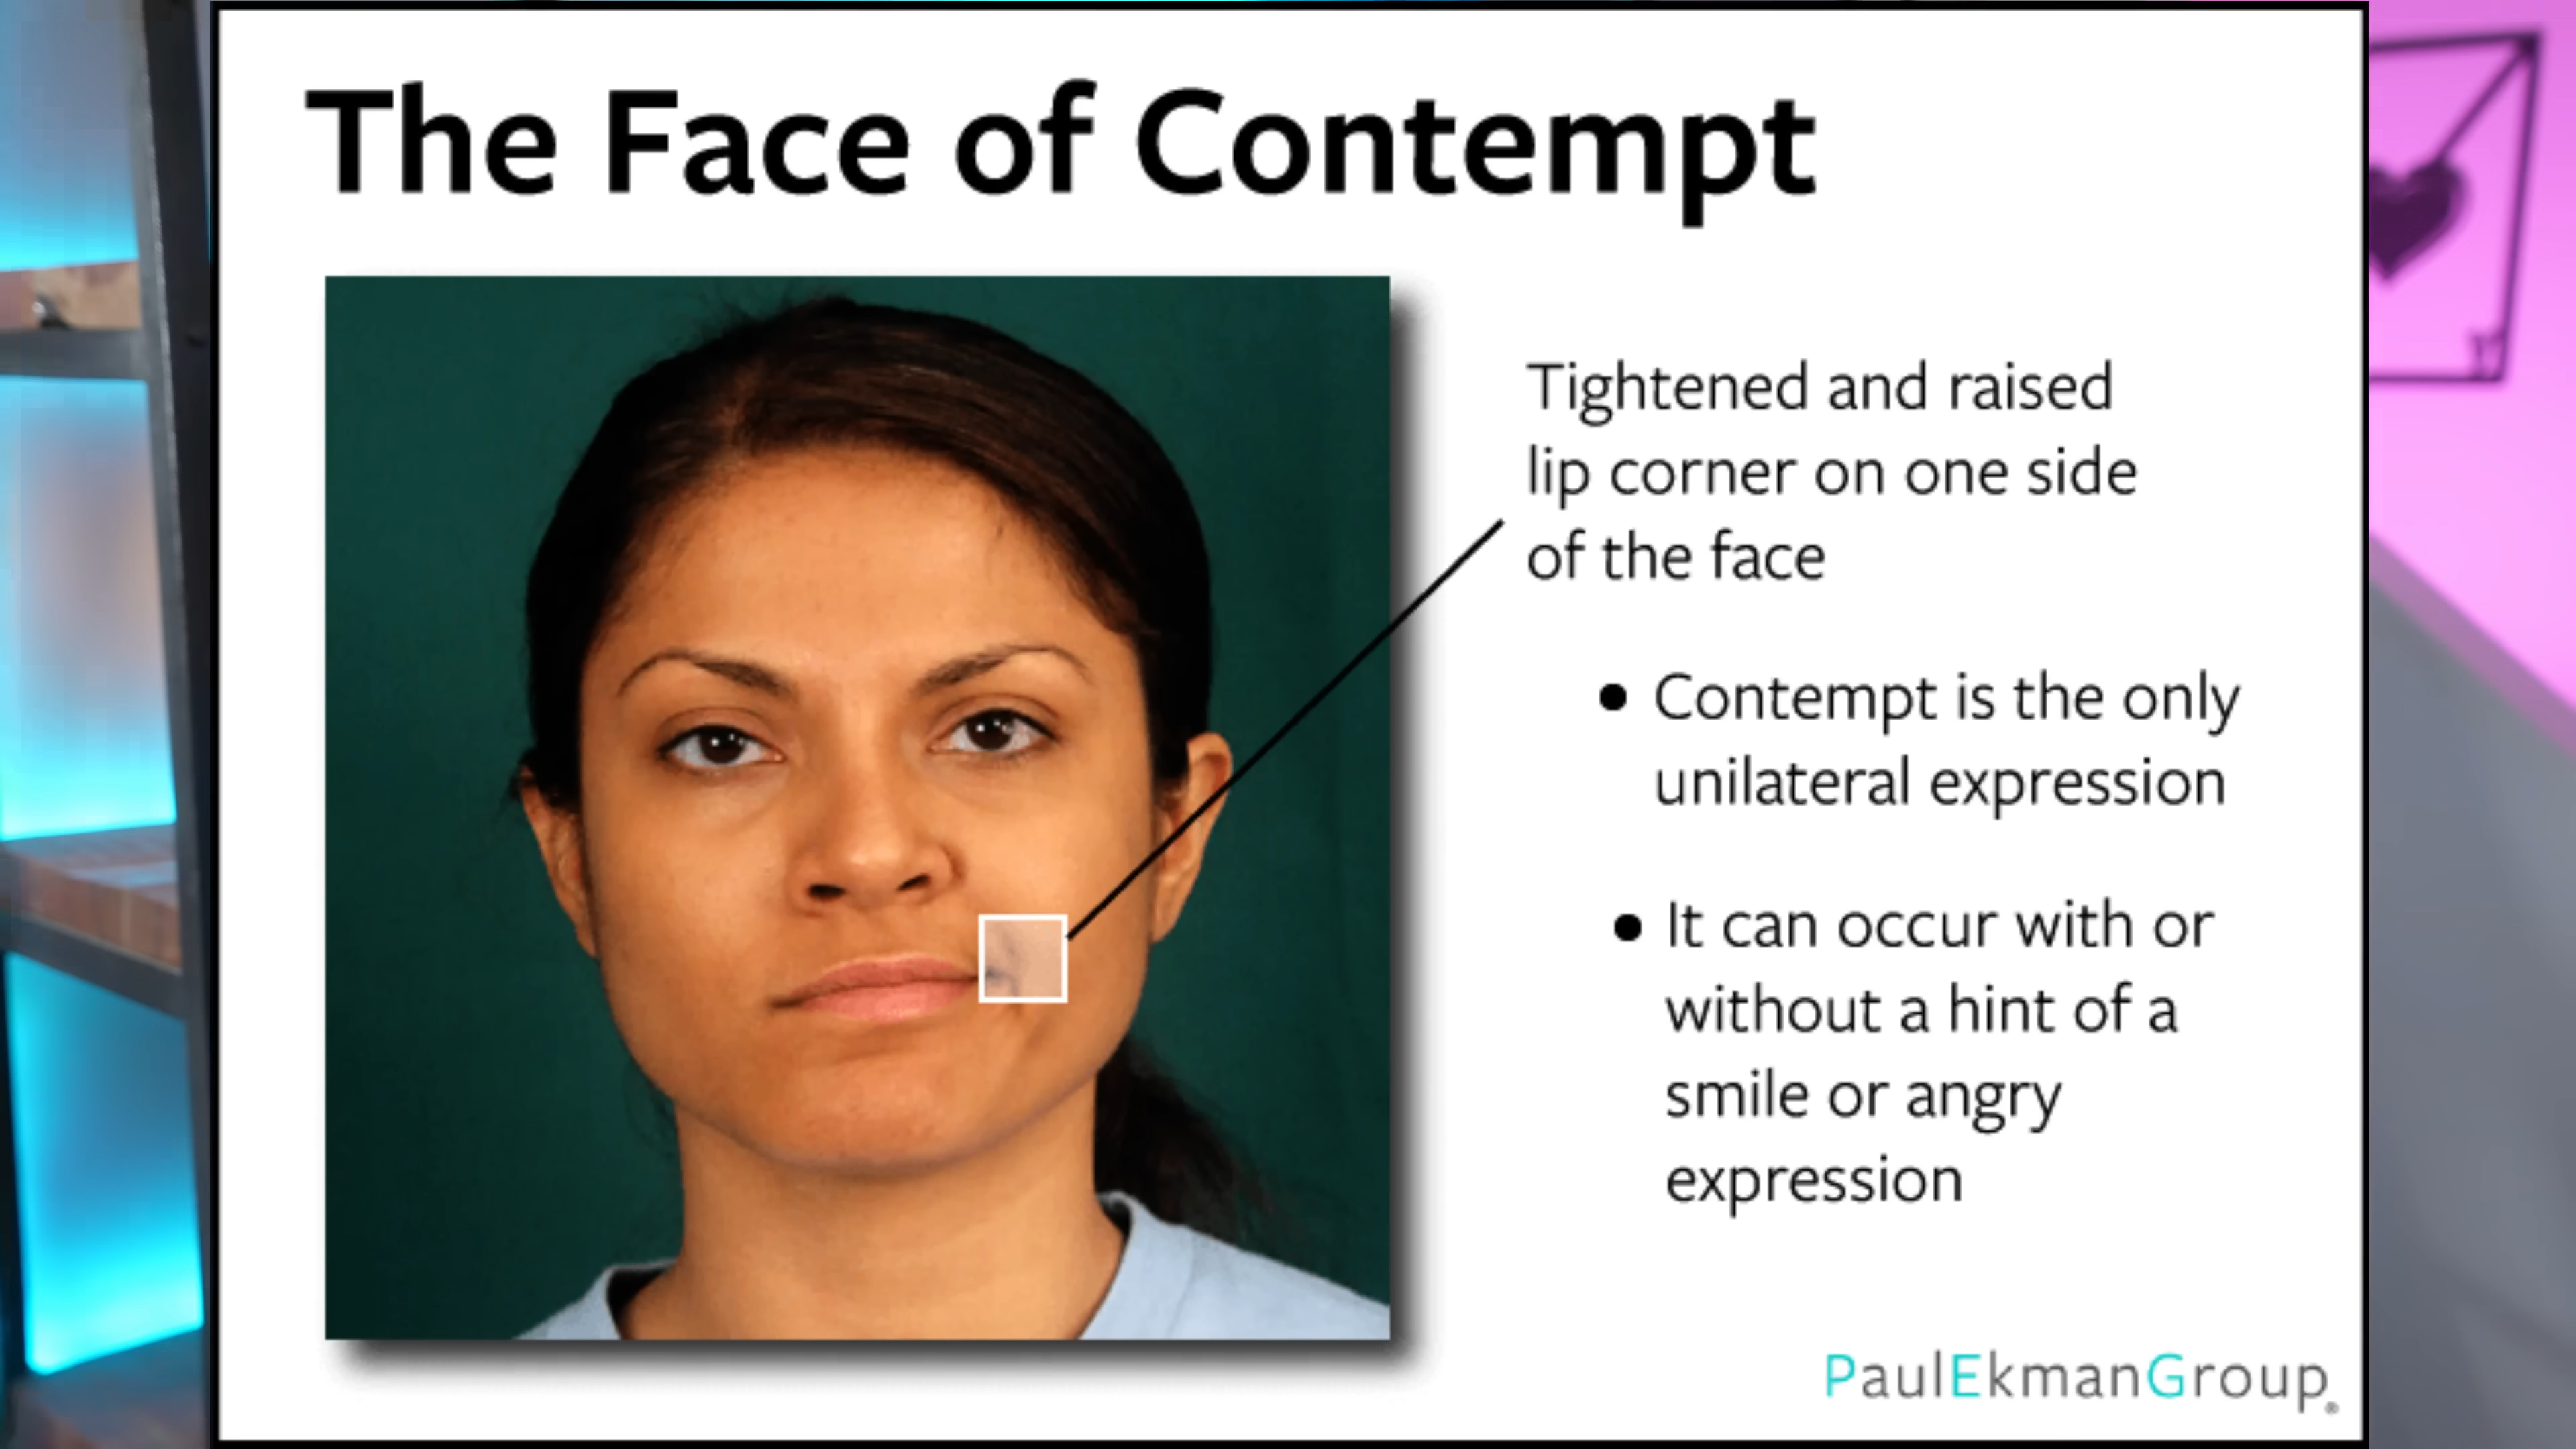 The Face of Contempt
Tightened and raised
lip corner on one side
of the face
• Contempt is the only
unilateral expression
• It can occur with or
without a hint of a
smile or angry
expression
PaulEkmanGroup®